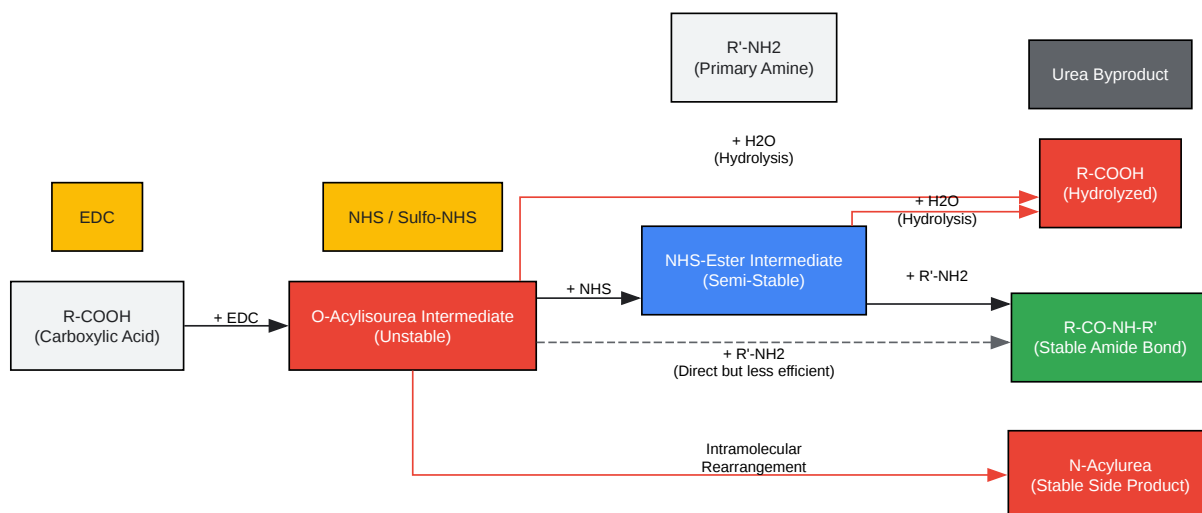 R'-NH2
(Primary Amine)
Urea Byproduct
+ H2O
(Hydrolysis)
R-COOH
(Hydrolyzed)
EDC
NHS / Sulfo-NHS
+ H2O
(Hydrolysis)
NHS-Ester Intermediate
(Semi-Stable)
+ R'-NH2
+ NHS
R-COOH
(Carboxylic Acid)
+ EDC
O-Acylisourea Intermediate
(Unstable)
R-CO-NH-R'
(Stable Amide Bond)
+ R'-NH2
(Direct but less efficient)
Intramolecular
Rearrangement
N-Acylurea
(Stable Side Product)